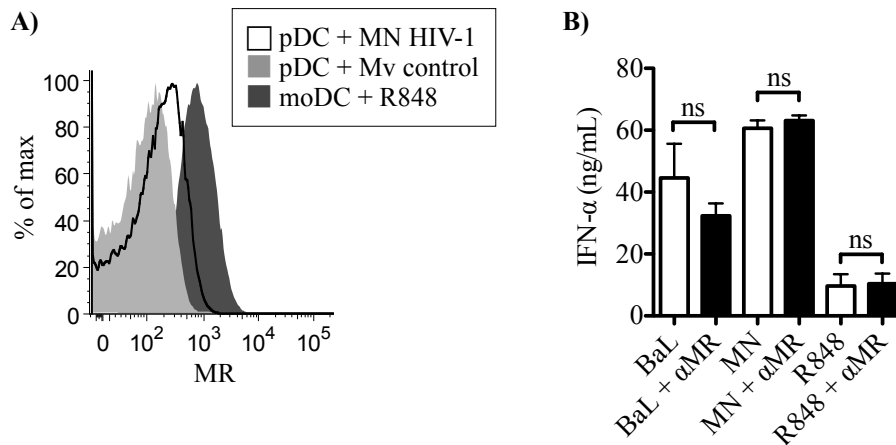 A)
pDC + MN HIV-1
pDC + Mv control
moDC + R848
100
80
60
40
20
0
% of max
0 10² 10³ 10⁴ 10⁵
MR
B)
80
60
40
20
0
IFN-α (ng/mL)
ns
ns
ns
BaL
BaL + αMR
MN
MN + αMR
R848
R848 + αMR